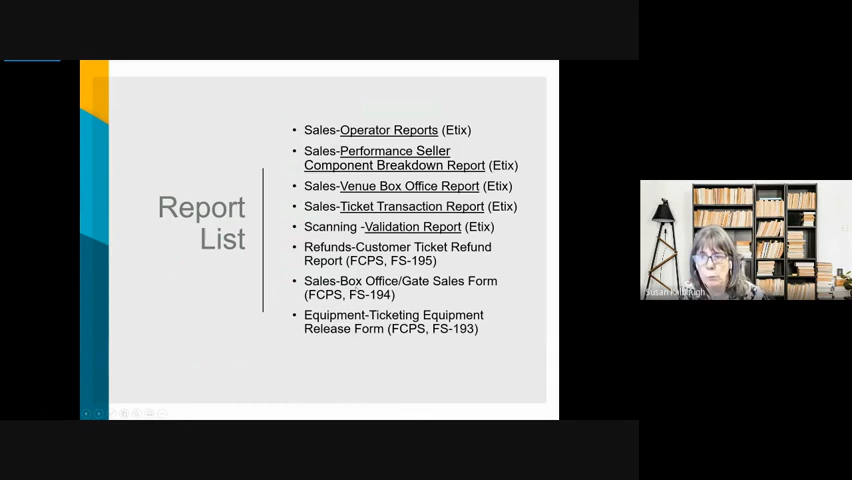 Report
List
• Sales-Operator Reports (Etix)
• Sales-Performance Seller
Component Breakdown Report (Etix)
• Sales-Venue Box Office Report (Etix)
• Sales-Ticket Transaction Report (Etix)
• Scanning -Validation Report (Etix)
• Refunds-Customer Ticket Refund
Report (FCPS, FS-195)
• Sales-Box Office/Gate Sales Form
(FCPS, FS-194)
• Equipment-Ticketing Equipment
Release Form (FCPS, FS-193)
Susan